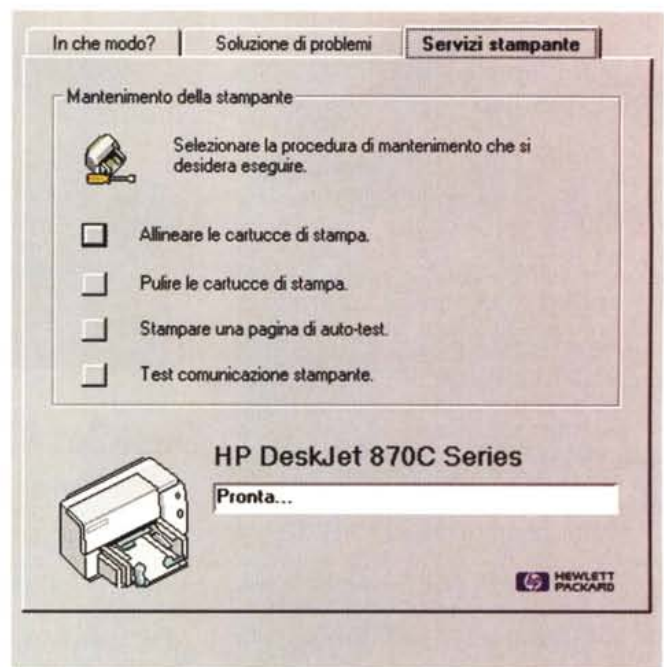 In che modo?
Soluzione di problemi
Servizi stampante
Mantenimento della stampante
Selezionare la procedura di mantenimento che si
desidera eseguire.
Allineare le cartucce di stampa.
Pulire le cartucce di stampa.
Stampare una pagina di auto-test.
Test comunicazione stampante.
HP DeskJet 870C Series
Pronta...
hp HEWLETT
PACKARD